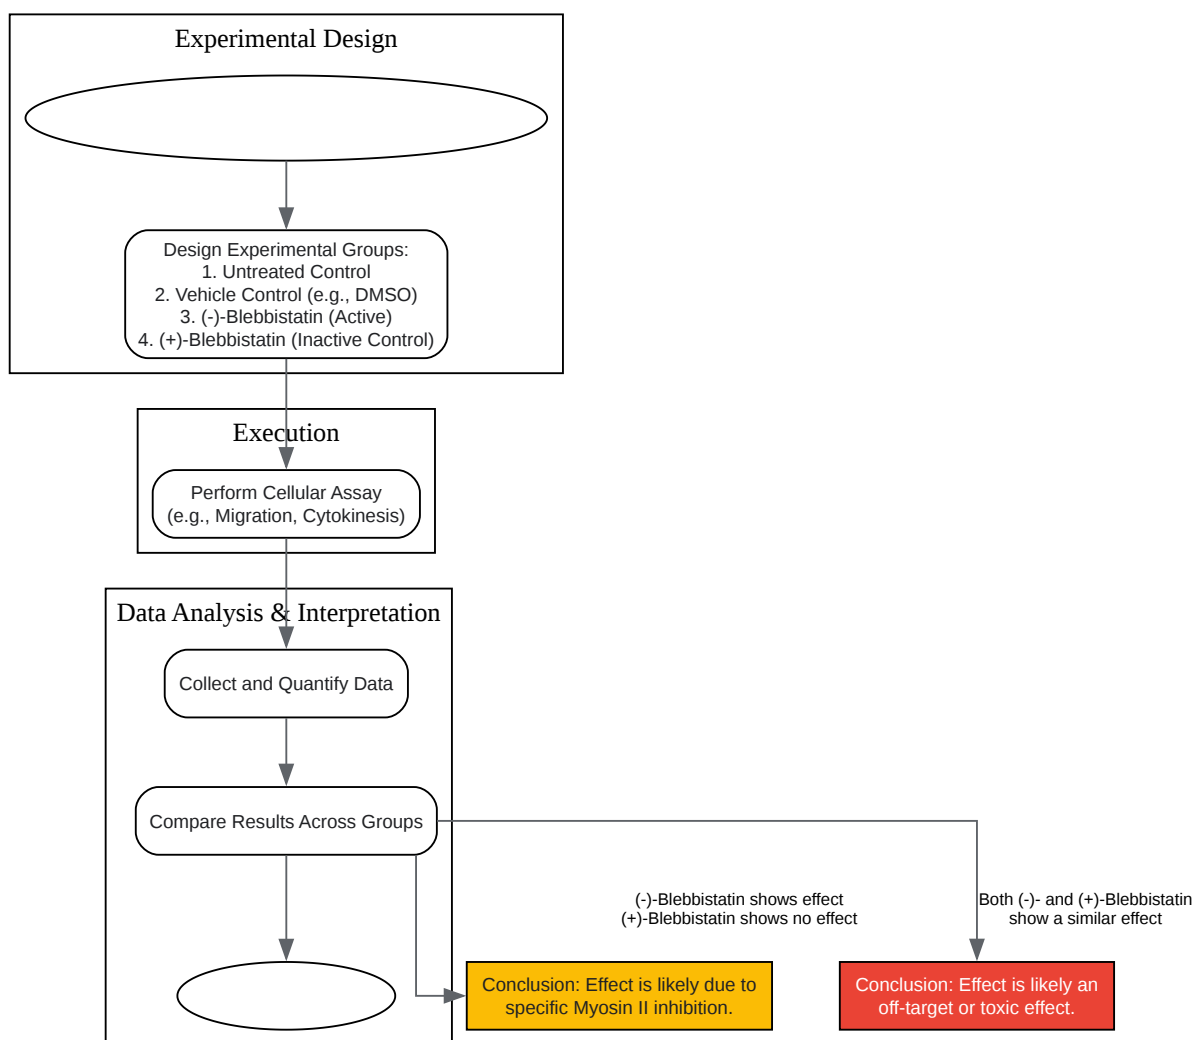 Experimental Design
Design Experimental Groups:
1. Untreated Control
2. Vehicle Control (e.g., DMSO)
3. (-)-Blebbistatin (Active)
4. (+)-Blebbistatin (Inactive Control)
Execution
Perform Cellular Assay
(e.g., Migration, Cytokinesis)
Data Analysis & Interpretation
Collect and Quantify Data
Compare Results Across Groups
(-)-Blebbistatin shows effect
(+)-Blebbistatin shows no effect
Both (-)- and (+)-Blebbistatin
show a similar effect
Conclusion: Effect is likely due to
specific Myosin II inhibition.
Conclusion: Effect is likely an
off-target or toxic effect.